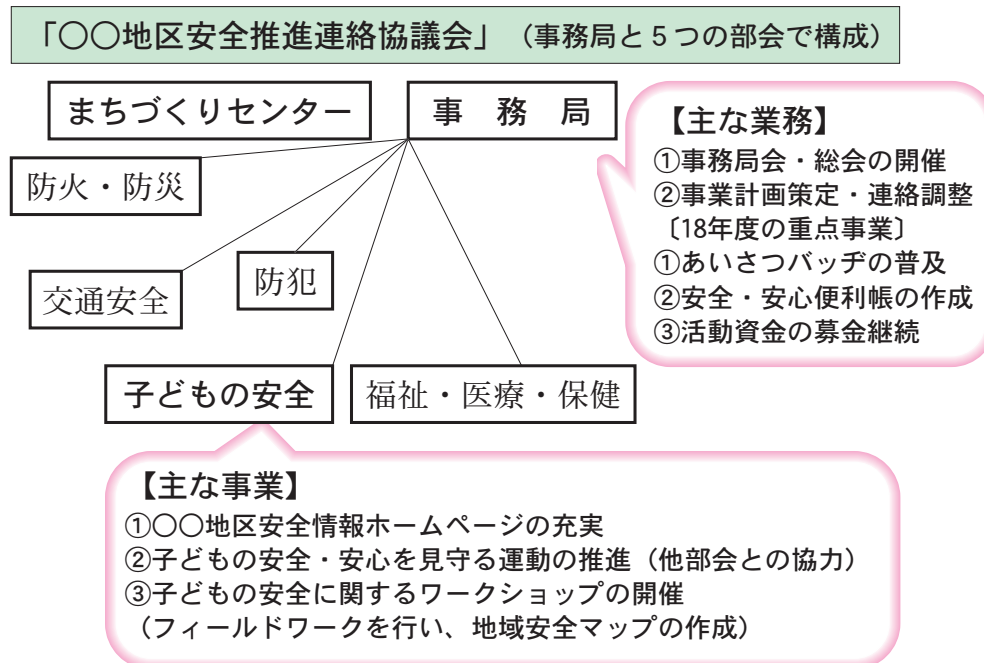 「〇〇地区安全推進連絡協議会」（事務局と５つの部会で構成）
まちづくりセンター
事　務　局
【主な業務】
①事務局会・総会の開催
②事業計画策定・連絡調整
〔18年度の重点事業〕
①あいさつバッヂの普及
②安全・安心便利帳の作成
③活動資金の募金継続
防火・防災
交通安全
防犯
子どもの安全
福祉・医療・保健
【主な事業】
①〇〇地区安全情報ホームページの充実
②子どもの安全・安心を見守る運動の推進（他部会との協力）
③子どもの安全に関するワークショップの開催
（フィールドワークを行い、地域安全マップの作成）